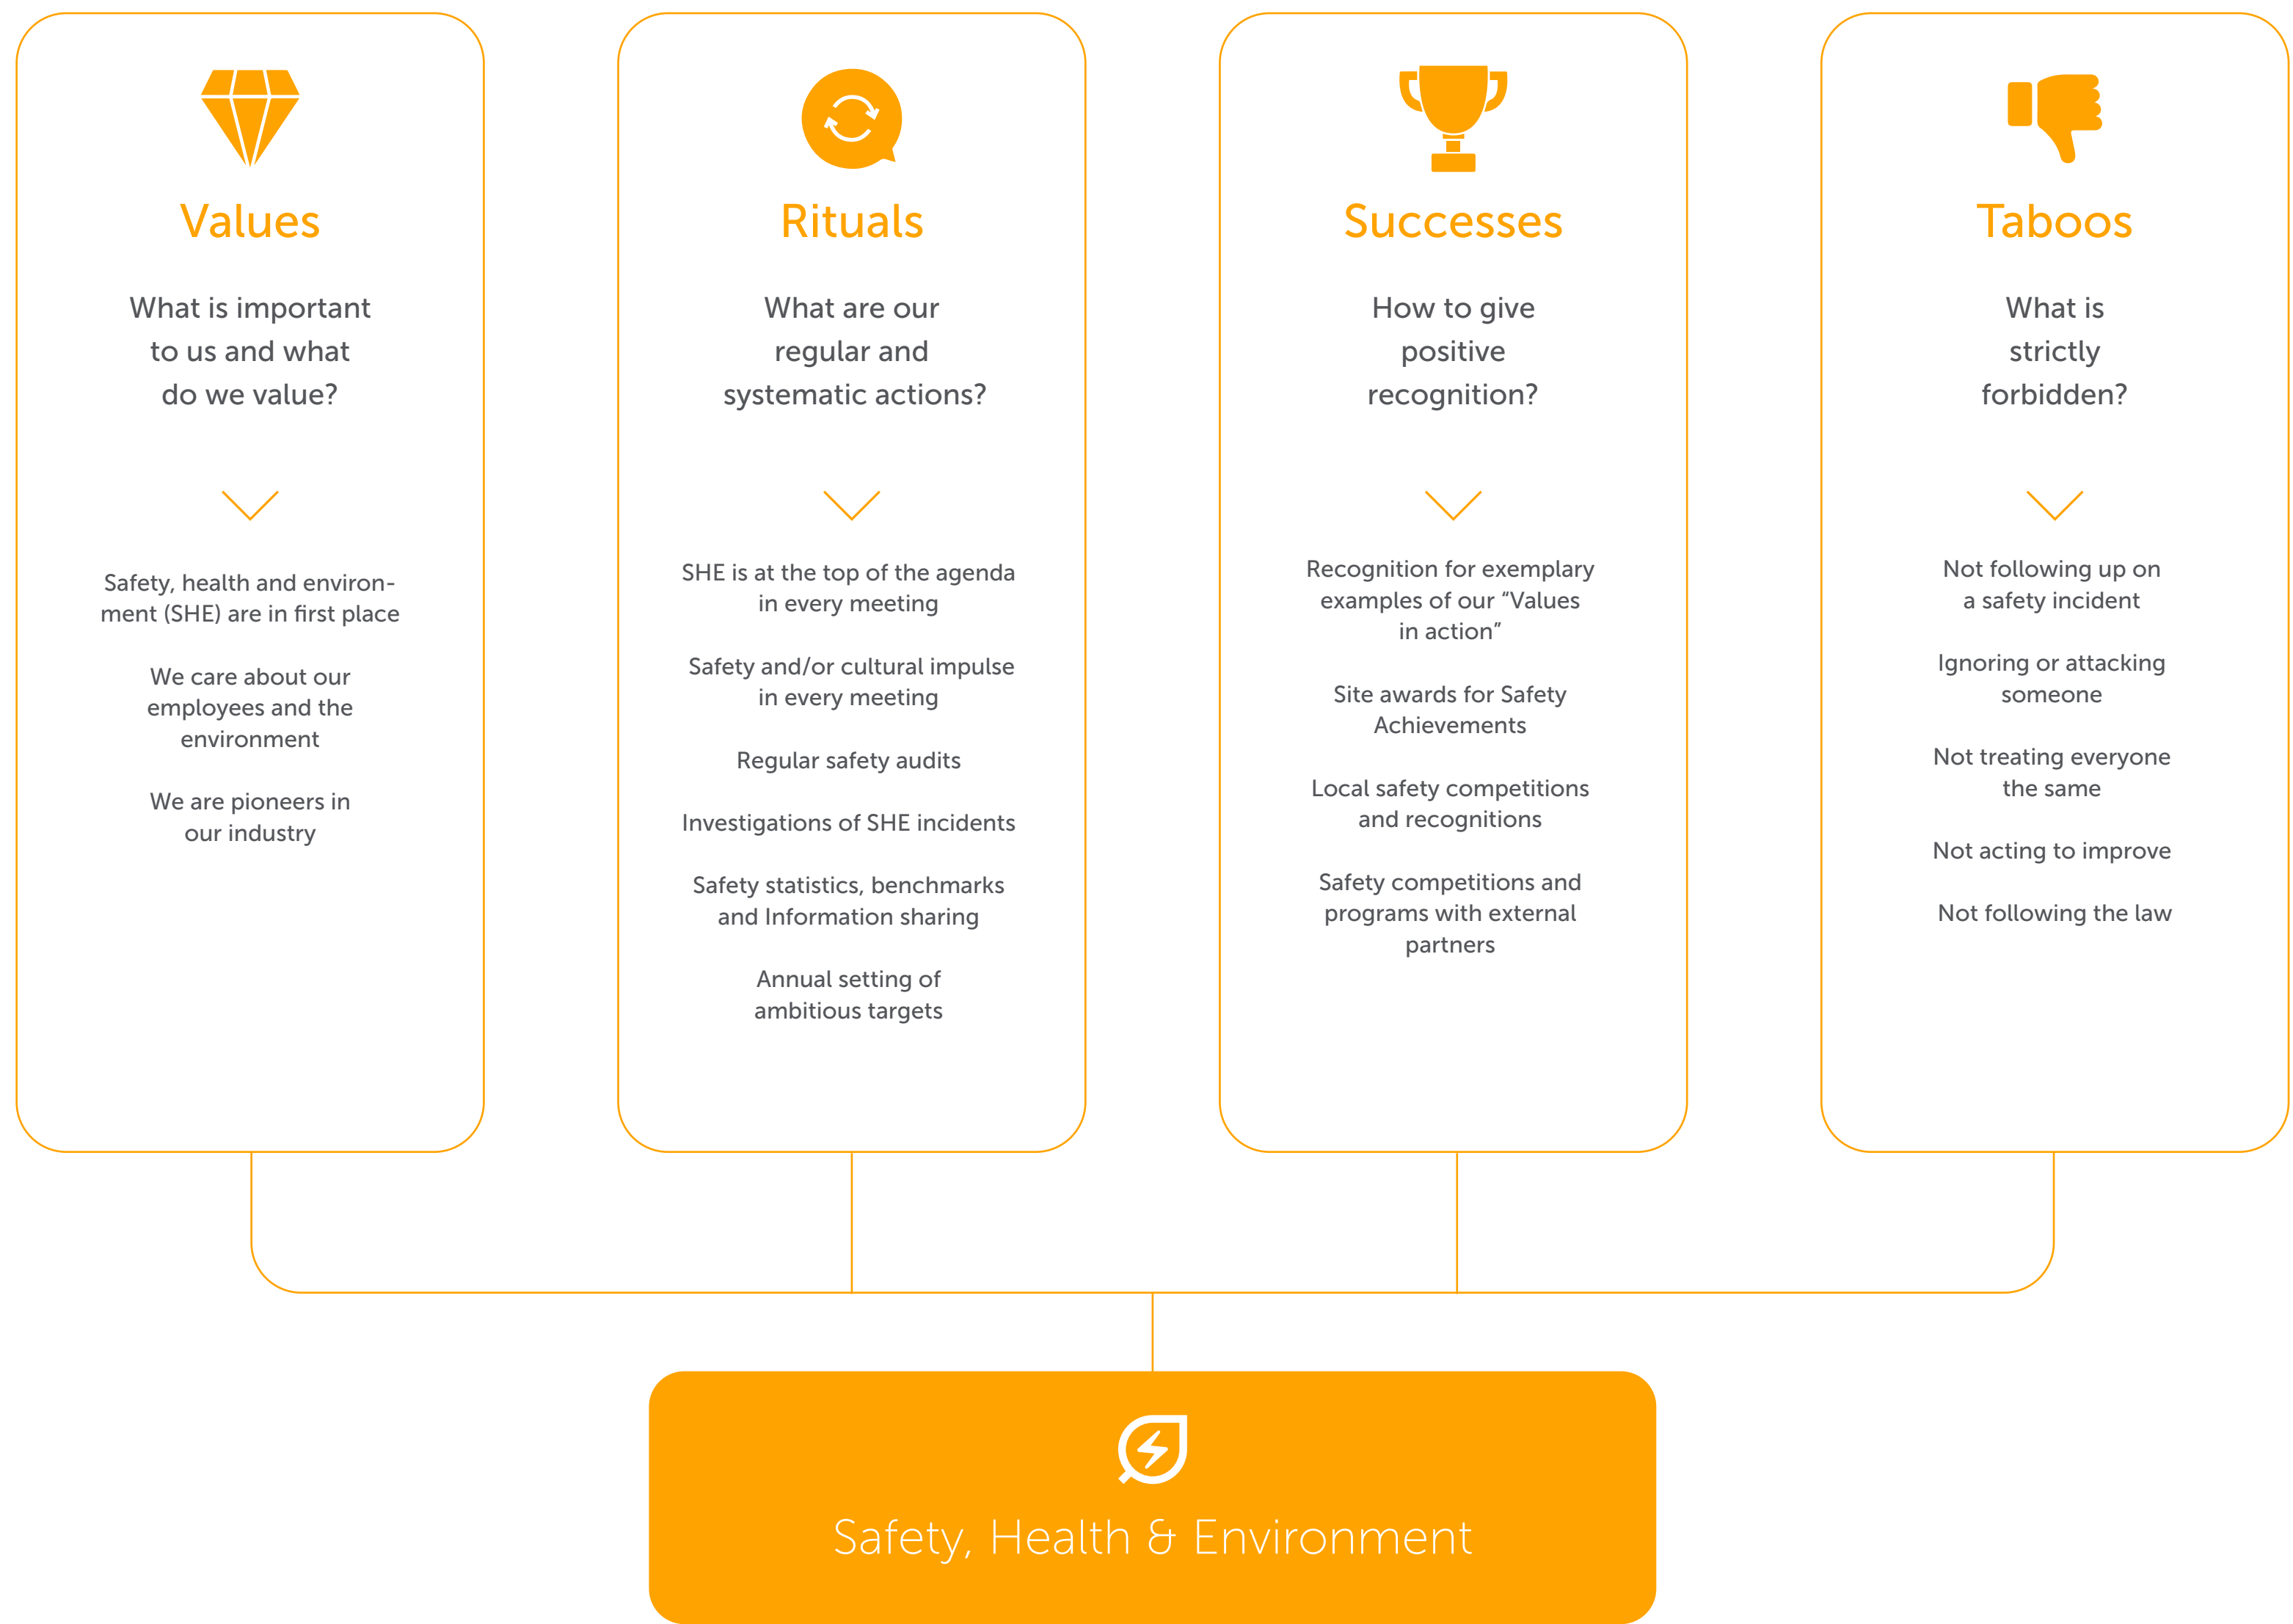 Values
What is important
to us and what
do we value?
Safety, health and environ-
ment (SHE) are in first place
We care about our
employees and the
environment
We are pioneers in
our industry
Rituals
What are our
regular and
systematic actions?
SHE is at the top of the agenda
in every meeting
Safety and/or cultural impulse
in every meeting
Regular safety audits
Investigations of SHE incidents
Safety statistics, benchmarks
and Information sharing
Annual setting of
ambitious targets
Successes
How to give
positive
recognition?
Recognition for exemplary
examples of our “Values
in action”
Site awards for Safety
Achievements
Local safety competitions
and recognitions
Safety competitions and
programs with external
partners
Taboos
What is
strictly
forbidden?
Not following up on
a safety incident
Ignoring or attacking
someone
Not treating everyone
the same
Not acting to improve
Not following the law
Safety, Health & Environment